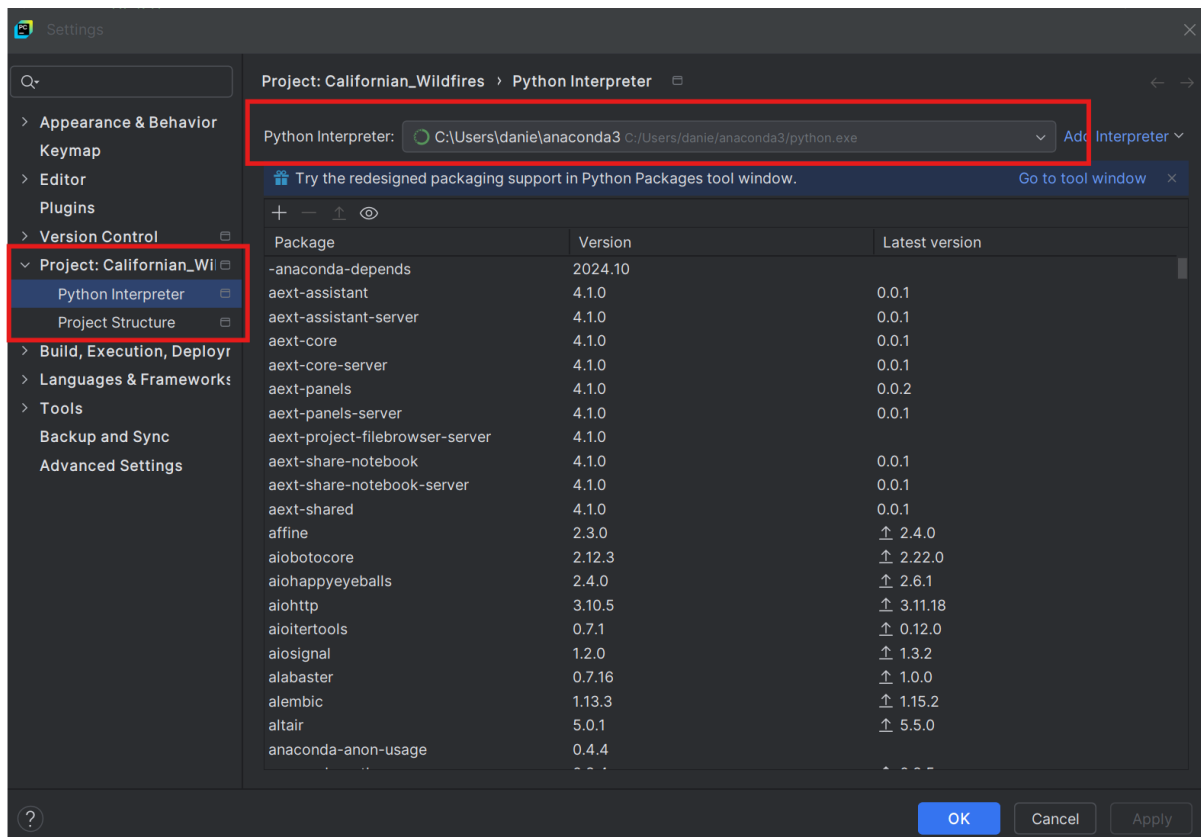 PC
Settings
Project: Californian_Wildfires › Python Interpreter
Appearance & Behavior
Keymap
Editor
Plugins
Version Control
Project: Californian_Wil
Python Interpreter
Project Structure
Build, Execution, Deployr
Languages & Frameworks
Tools
Backup and Sync
Advanced Settings
Python Interpreter: C:\Users\danie\anaconda3 C:/Users/danie/anaconda3/python.exe Add Interpreter
Try the redesigned packaging support in Python Packages tool window. Go to tool window
Package Version Latest version
-anaconda-depends 2024.10
aext-assistant 4.1.0 0.0.1
aext-assistant-server 4.1.0 0.0.1
aext-core 4.1.0 0.0.1
aext-core-server 4.1.0 0.0.1
aext-panels 4.1.0 0.0.2
aext-panels-server 4.1.0 0.0.1
aext-project-filebrowser-server 4.1.0
aext-share-notebook 4.1.0 0.0.1
aext-share-notebook-server 4.1.0 0.0.1
aext-shared 4.1.0 0.0.1
affine 2.3.0 2.4.0
aiobotocore 2.12.3 2.22.0
aiohappyeyeballs 2.4.0 2.6.1
aiohttp 3.10.5 3.11.18
aioitertools 0.7.1 0.12.0
aiosignal 1.2.0 1.3.2
alabaster 0.7.16 1.0.0
alembic 1.13.3 1.15.2
altair 5.0.1 5.5.0
anaconda-anon-usage 0.4.4
? OK Cancel Apply